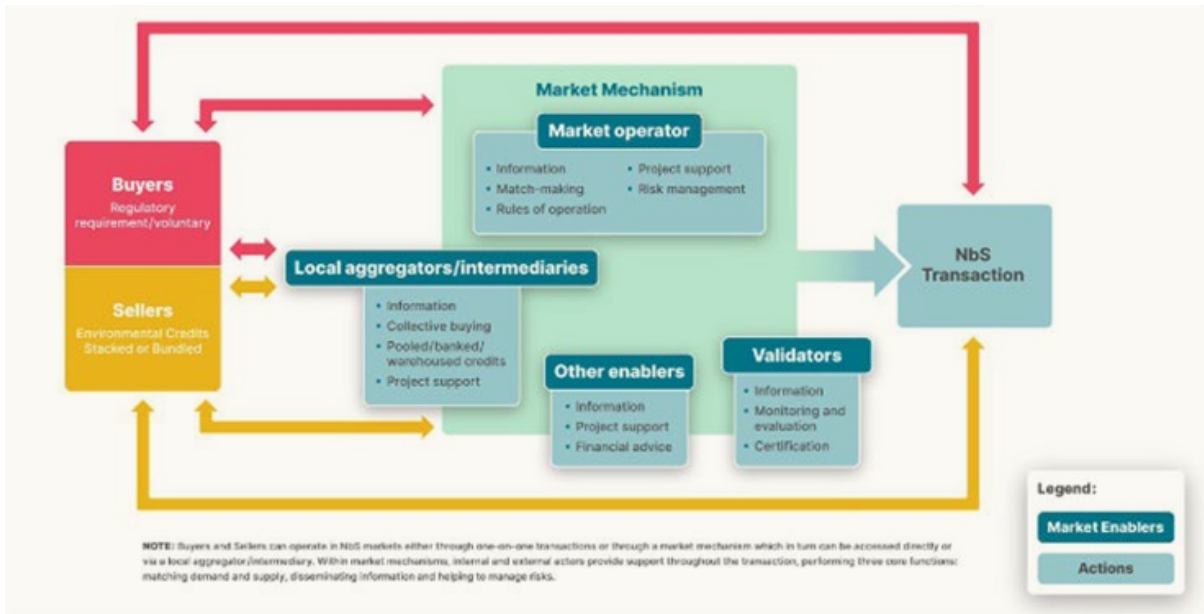 Market Mechanism
Market operator
• Information
• Match-making
• Rules of operation
• Project support
• Risk management
Buyers
Regulatory
requirement/voluntary
Sellers
Environmental Credits
Stacked or Bundled
Local aggregators/intermediaries
• Information
• Collective buying
• Pooled/banked/
warehoused credits
• Project support
Other enablers
• Information
• Project support
• Financial advice
Validators
• Information
• Monitoring and
evaluation
• Certification
NbS
Transaction
Legend:
Market Enablers
Actions
NOTE: Buyers and Sellers can operate in NbS markets either through one-on-one transactions or through a market mechanism which in turn can be accessed directly or
via a local aggregator/intermediary. Within market mechanisms, internal and external actors provide support throughout the transaction, performing three core functions:
matching demand and supply, disseminating information and helping to manage risks.